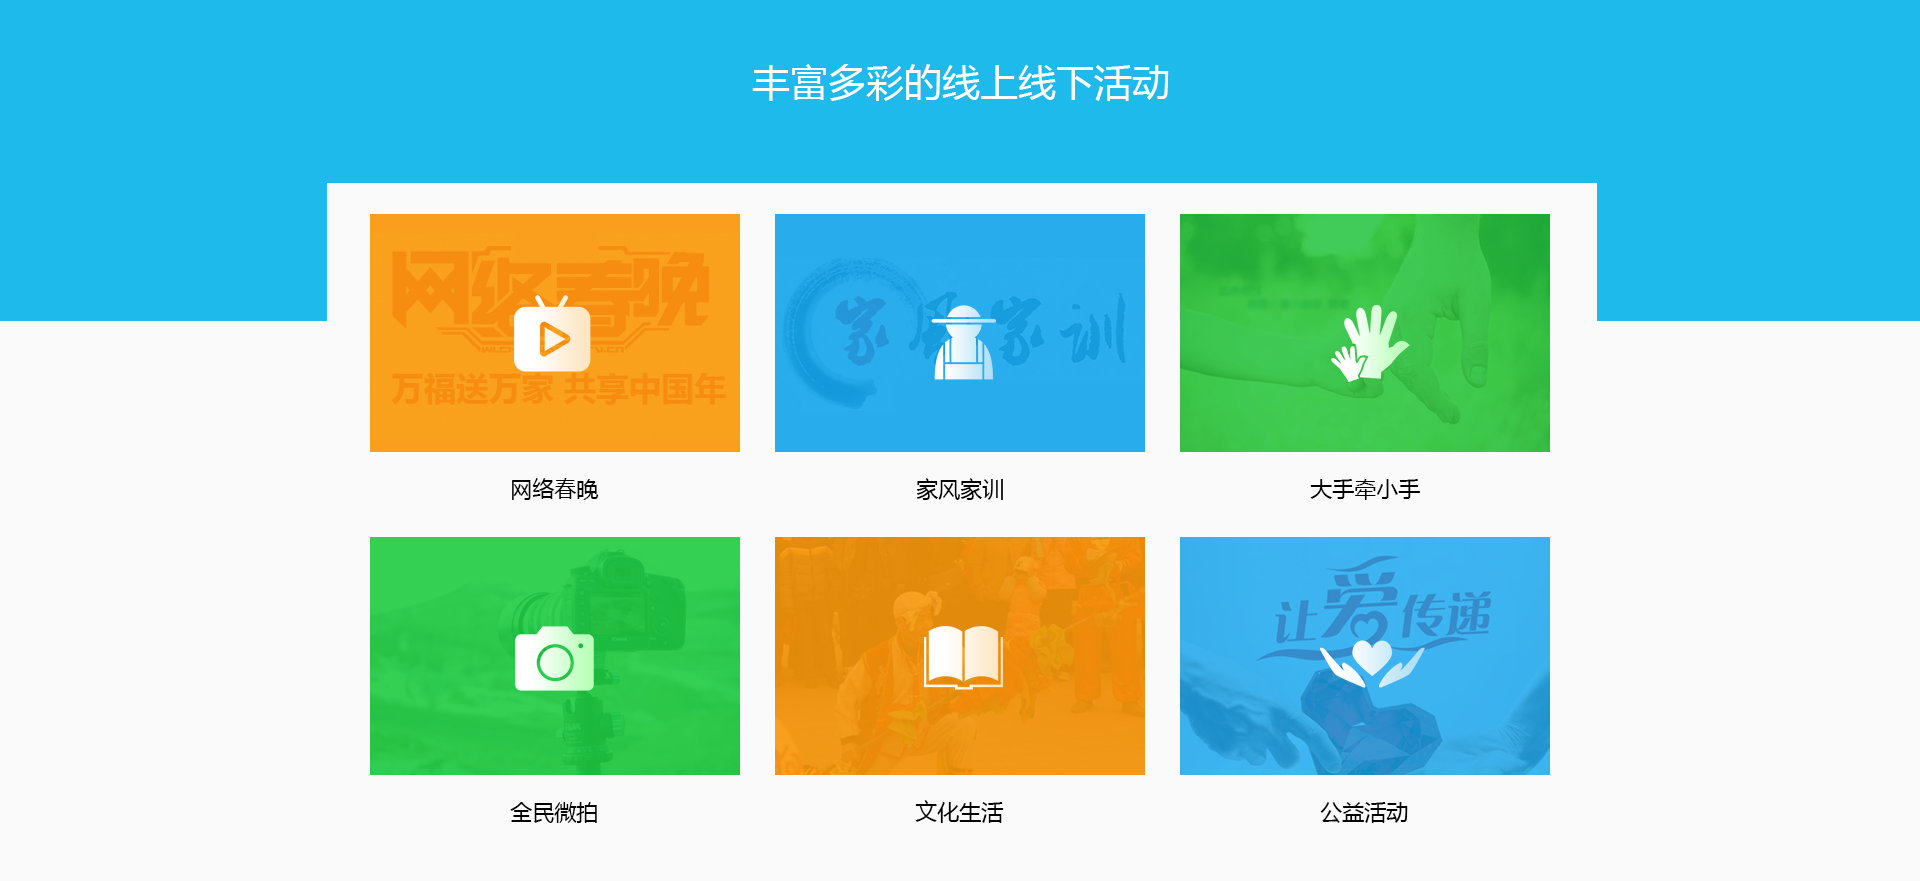 丰富多彩的线上线下活动
网络春晚
万福送万家 共享中国年
家风家训
网络春晚
家风家训
大手牵小手
让爱传递
全民微拍
文化生活
公益活动